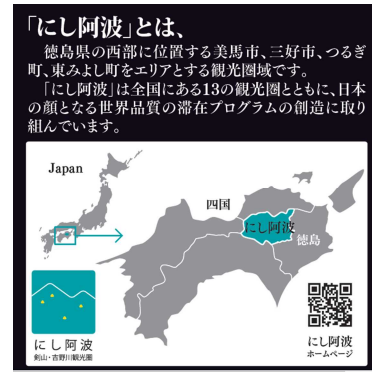 「にし阿波」とは、
徳島県の西部に位置する美馬市、三好市、つるぎ
町、東みよし町をエリアとする観光圏域です。
「にし阿波」は全国にある13の観光圏とともに、日本
の顔となる世界品質の滞在プログラムの創造に取り
組んでいます。
Japan
四国
にし阿波
徳島
にし阿波
剣山・吉野川観光圏
にし阿波
ホームページ